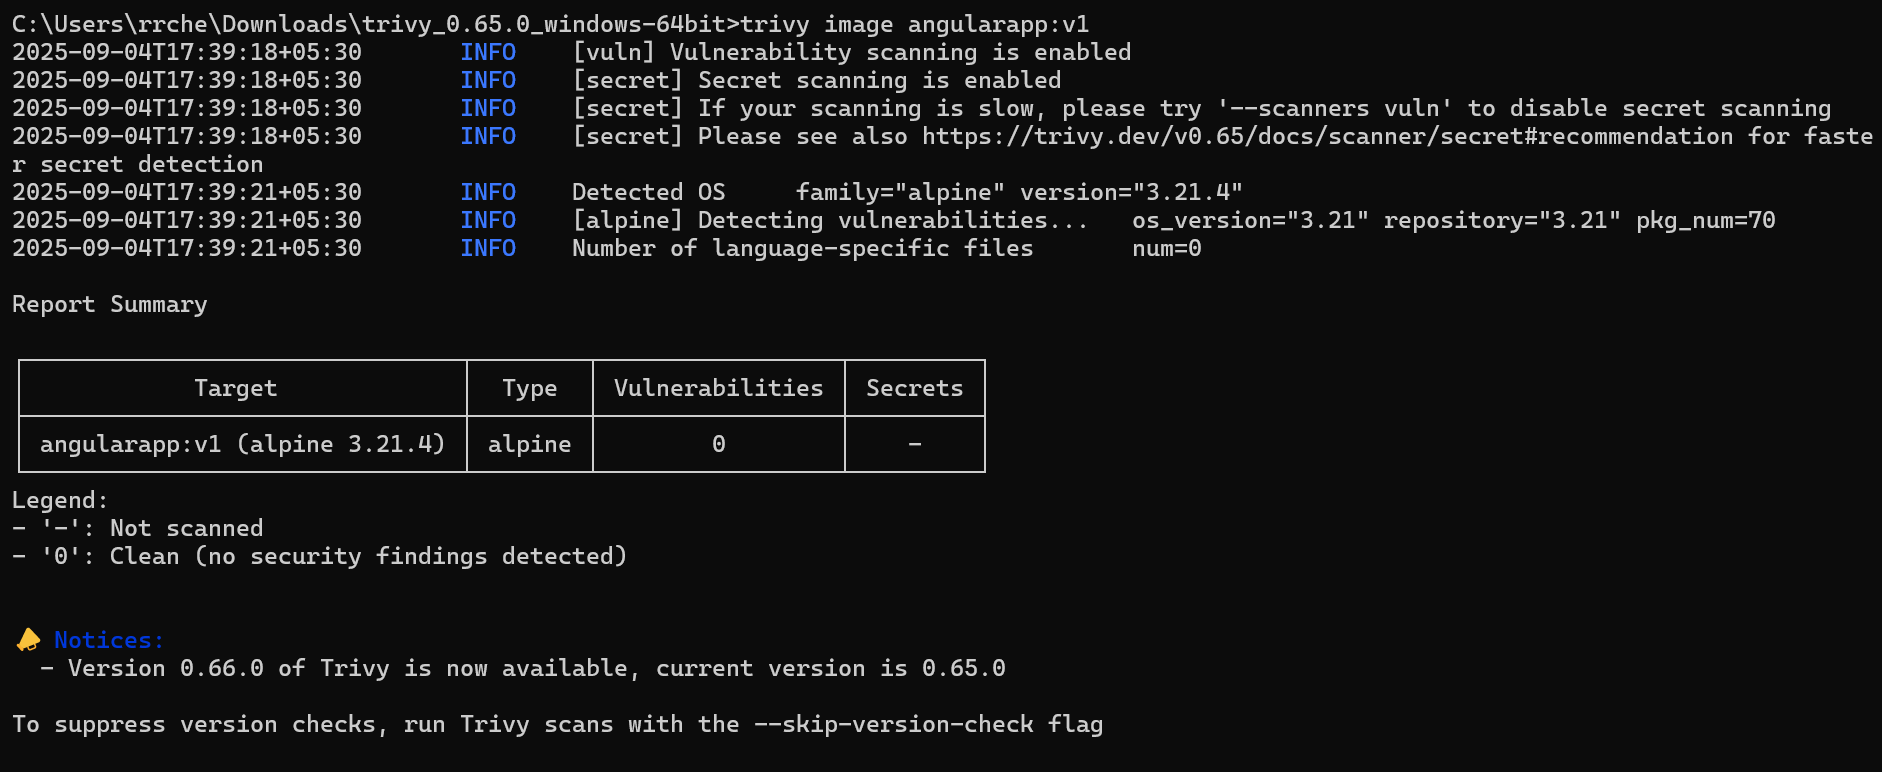 C:\Users\rrche\Downloads\trivy_0.65.0_windows-64bit>trivy image angularapp:v1
2025-09-04T17:39:18+05:30 INFO [vuln] Vulnerability scanning is enabled
2025-09-04T17:39:18+05:30 INFO [secret] Secret scanning is enabled
2025-09-04T17:39:18+05:30 INFO [secret] If your scanning is slow, please try '--scanners vuln' to disable secret scanning
2025-09-04T17:39:18+05:30 INFO [secret] Please see also https://trivy.dev/v0.65/docs/scanner/secret#recommendation for faste
r secret detection
2025-09-04T17:39:21+05:30 INFO Detected OS family="alpine" version="3.21.4"
2025-09-04T17:39:21+05:30 INFO [alpine] Detecting vulnerabilities... os_version="3.21" repository="3.21" pkg_num=70
2025-09-04T17:39:21+05:30 INFO Number of language-specific files num=0
Report Summary
Target Type Vulnerabilities Secrets
angularapp:v1 (alpine 3.21.4) alpine 0 -
Legend:
- '-': Not scanned
- '0': Clean (no security findings detected)
📣 Notices:
- Version 0.66.0 of Trivy is now available, current version is 0.65.0
To suppress version checks, run Trivy scans with the --skip-version-check flag